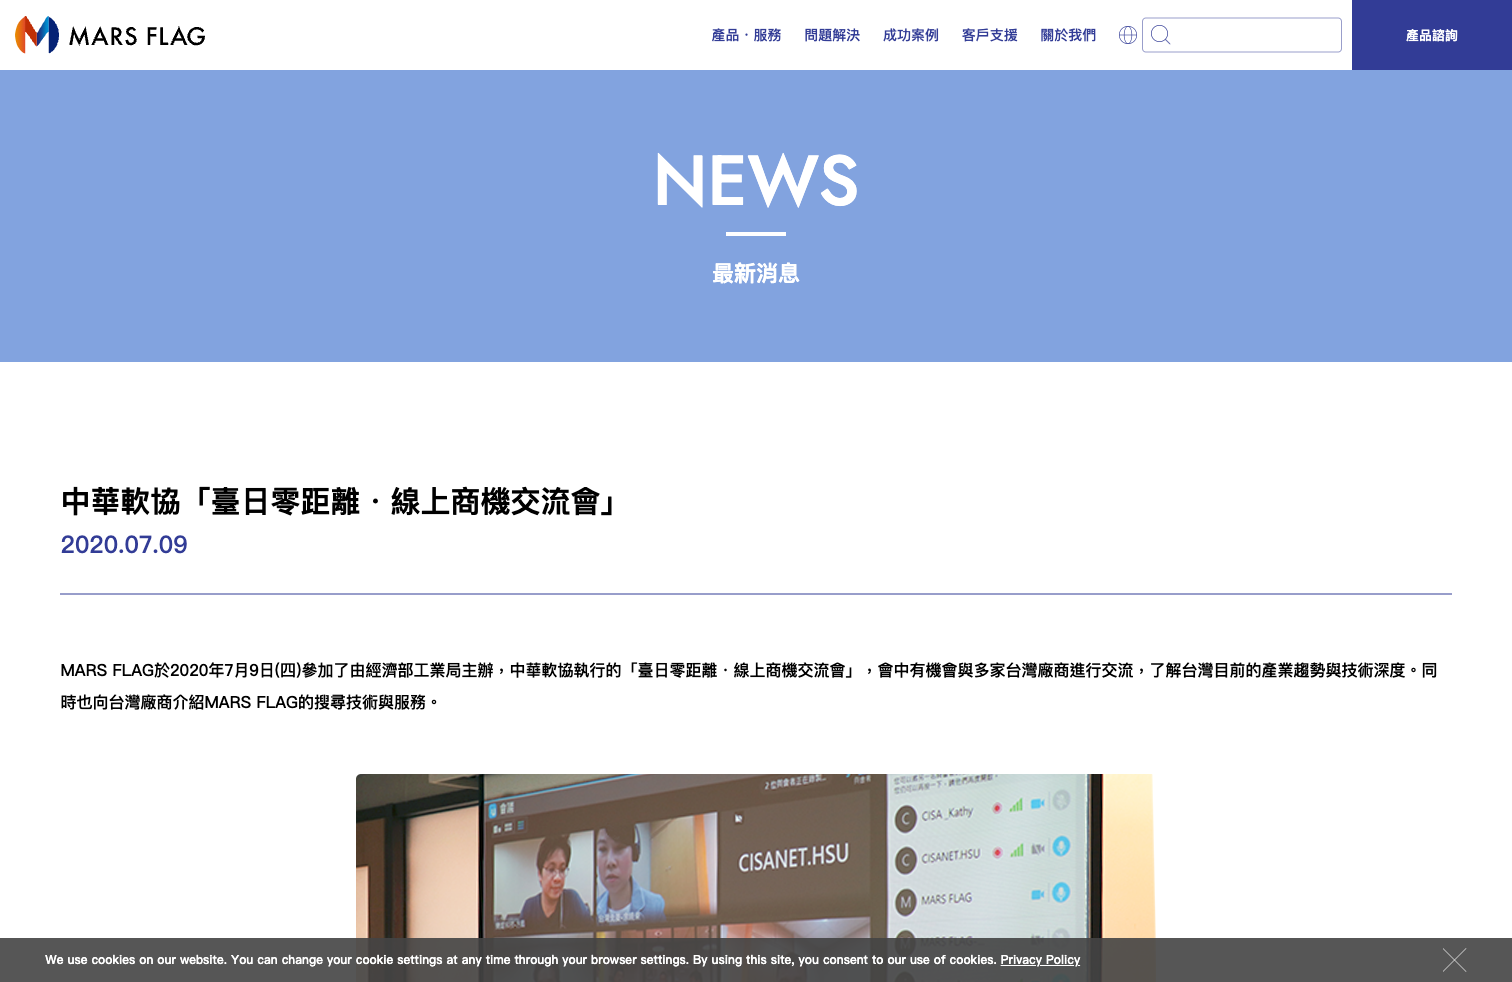 MARS FLAG
產品・服務
問題解決
成功案例
客戶支援
關於我們
產品諮詢
NEWS
最新消息
中華軟協「臺日零距離．線上商機交流會」
2020.07.09
MARS FLAG於2020年7月9日(四)參加了由經濟部工業局主辦，中華軟協執行的「臺日零距離．線上商機交流會」，會中有機會與多家台灣廠商進行交流，了解台灣目前的產業趨勢與技術深度。同
時也向台灣廠商介紹MARS FLAG的搜尋技術與服務。
會議
CISANET.HSU
C CISA_Kathy
C CISANET.HSU
M MARS FLAG
We use cookies on our website. You can change your cookie settings at any time through your browser settings. By using this site, you consent to our use of cookies. Privacy Policy